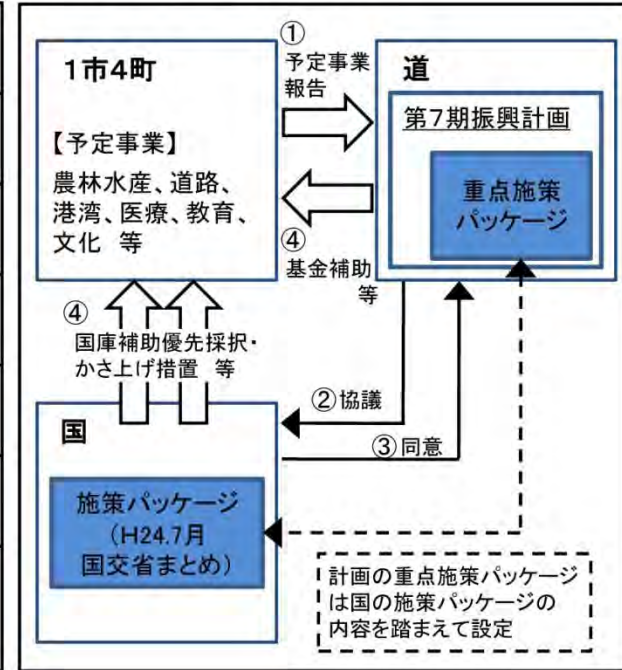 1市4町
【予定事業】
農林水産、道路、
港湾、医療、教育、
文化 等
①
予定事業
報告
道
第7期振興計画
重点施策
パッケージ
④
基金補助
等
④
国庫補助優先採択・
かさ上げ措置 等
②協議
③同意
国
施策パッケージ
(H24.7月
国交省まとめ)
計画の重点施策パッケージ
は国の施策パッケージの
内容を踏まえて設定